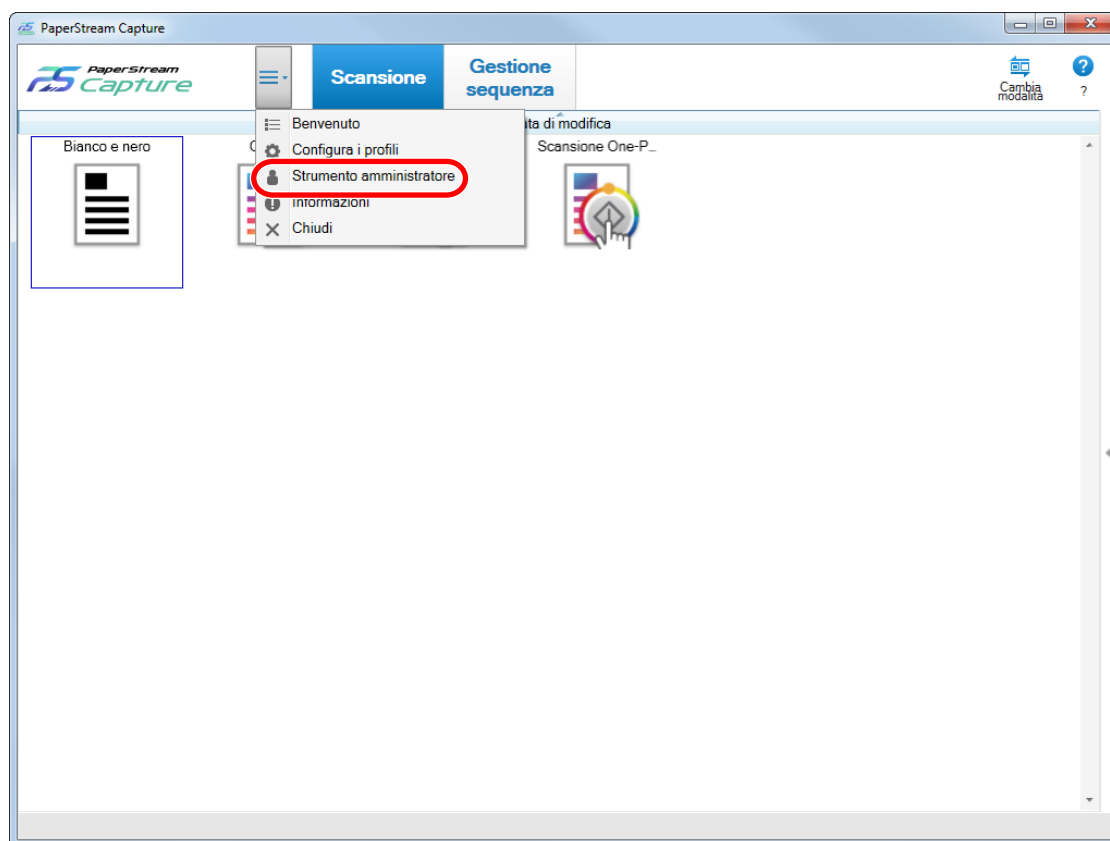 PaperStream Capture
PaperStream
Capture
Scansione
Gestione
sequenza
Cambia
modalità
?
?
Benvenuto
Configura i profili
Strumento amministratore
Informazioni
Chiudi
di modifica
Bianco e nero
Scansione One-P...